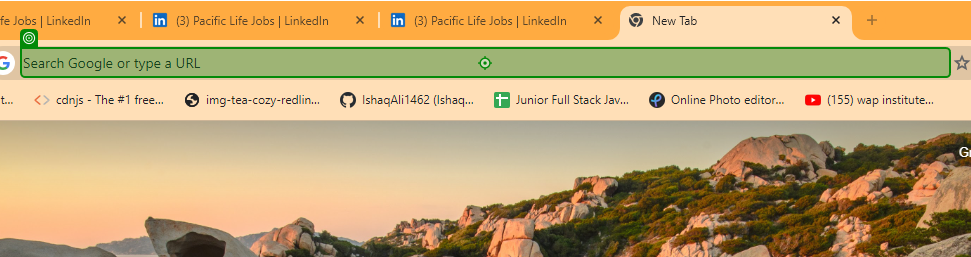 fe Jobs | LinkedIn (3) Pacific Life Jobs | LinkedIn (3) Pacific Life Jobs | LinkedIn New Tab
Search Google or type a URL
t... cdnjs - The #1 free... img-tea-cozy-redlin... IshaqAli1462 (Ishaq... Junior Full Stack Jav... Online Photo editor... (155) wap institute...